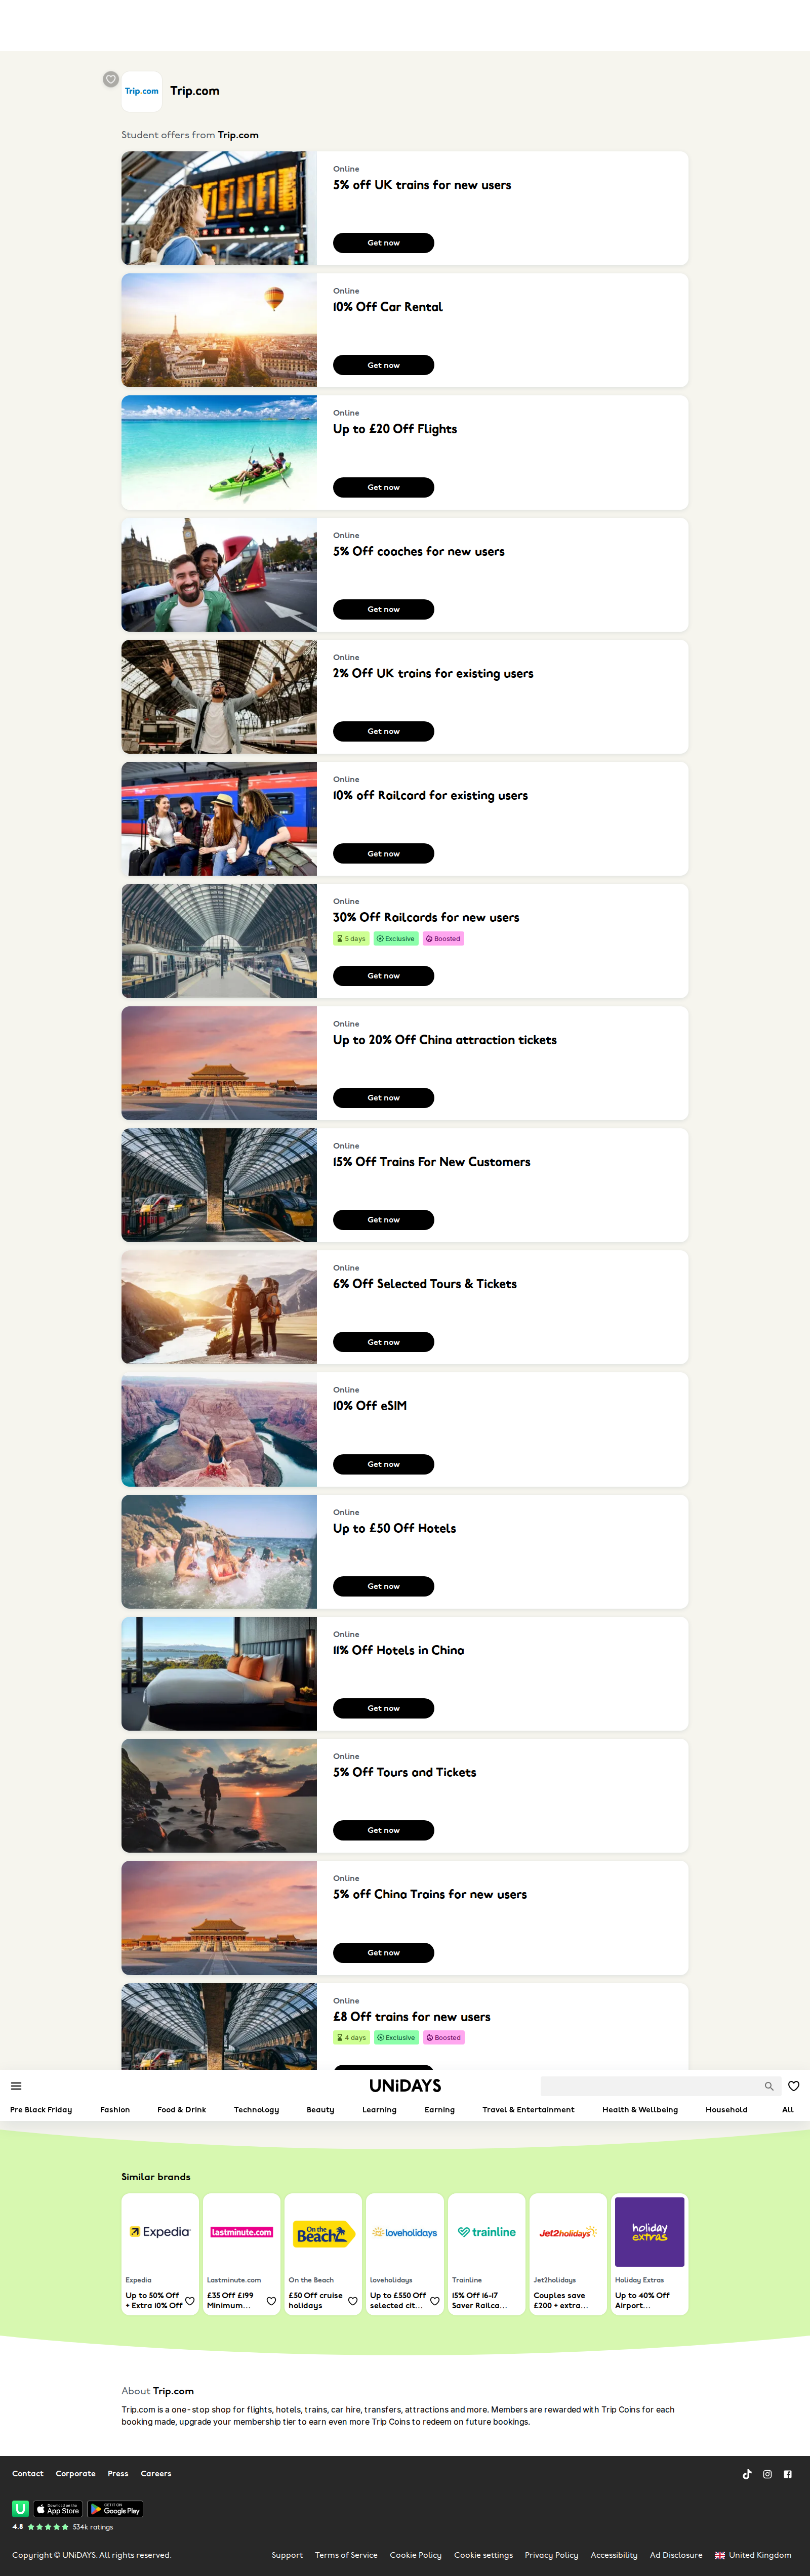 Trip.com
Trip.com
Student offers from Trip.com
Online
5% off UK trains for new users
Get now
Online
10% Off Car Rental
Get now
Online
Up to £20 Off Flights
Get now
Online
5% Off coaches for new users
Get now
Online
2% Off UK trains for existing users
Get now
Online
10% off Railcard for existing users
Get now
Online
30% Off Railcards for new users
5 days Exclusive Boosted
Get now
Online
Up to 20% Off China attraction tickets
Get now
Online
15% Off Trains For New Customers
Get now
Online
6% Off Selected Tours & Tickets
Get now
Online
10% Off eSIM
Get now
Online
Up to £50 Off Hotels
Get now
Online
11% Off Hotels in China
Get now
Online
5% Off Tours and Tickets
Get now
Online
5% off China Trains for new users
Get now
Online
£8 Off trains for new users
4 days Exclusive Boosted
UNiDAYS
Pre Black Friday Fashion Food & Drink Technology Beauty Learning Earning Travel & Entertainment Health & Wellbeing Household All
Similar brands
Expedia
Expedia
Up to 50% Off
+ Extra 10% Off
lastminute.com
Lastminute.com
£35 Off £199
Minimum...
On the Beach
On the Beach
£50 Off cruise
holidays
loveholidays
loveholidays
Up to £550 Off
selected cit...
trainline
Trainline
15% Off 16-17
Saver Railca...
Jet2holidays
Jet2holidays
Couples save
£200 + extra...
holiday
extras
Holiday Extras
Up to 40% Off
Airport...
About Trip.com
Trip.com is a one-stop shop for flights, hotels, trains, car hire, transfers, attractions and more. Members are rewarded with Trip Coins for each
booking made, upgrade your membership tier to earn even more Trip Coins to redeem on future bookings.
Contact Corporate Press Careers
U
Download on the
App Store
GET IT ON
Google Play
4.8 534k ratings
Copyright © UNiDAYS. All rights reserved.
Support Terms of Service Cookie Policy Cookie settings Privacy Policy Accessibility Ad Disclosure United Kingdom